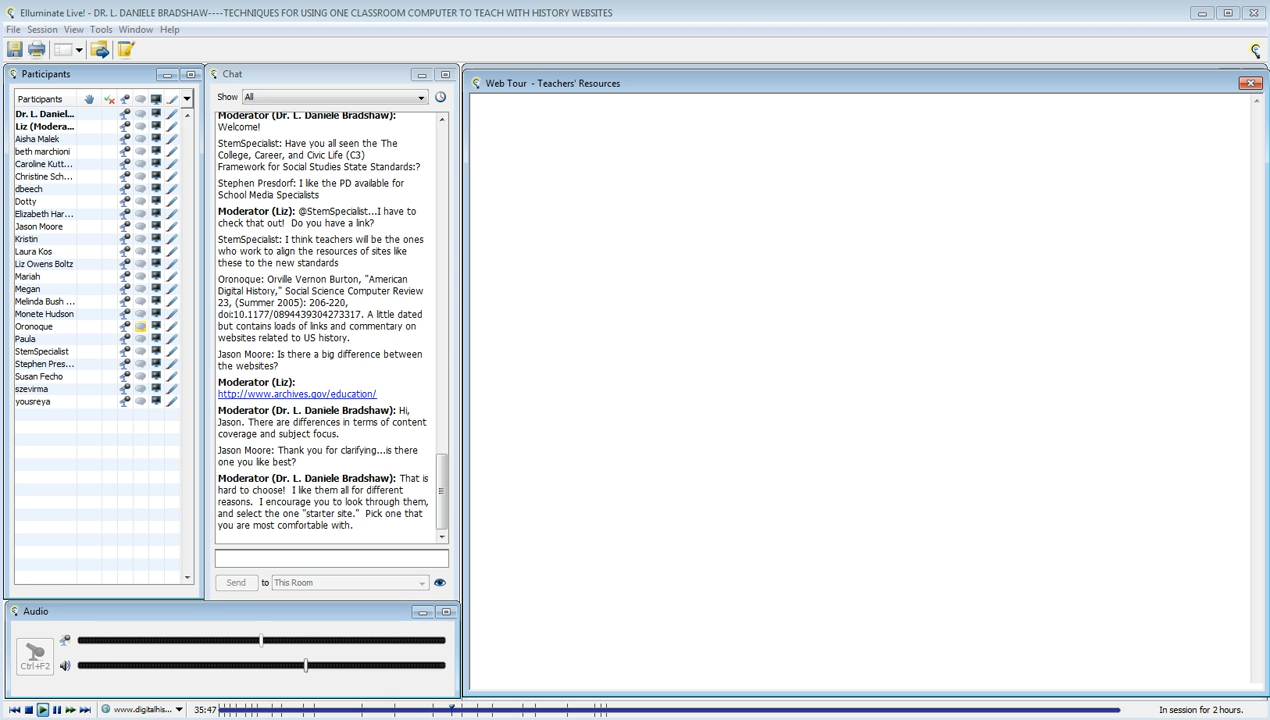 Elluminate Live! - DR. L. DANIELE BRADSHAW----TECHNIQUES FOR USING ONE CLASSROOM COMPUTER TO TEACH WITH HISTORY WEBSITES
File Session View Tools Window Help
Participants
Participants
Dr. L. Daniel...
Liz (Modera...
Aisha Malek
beth marchioni
Caroline Kutt...
Christine Sch...
dbeech
Dotty
Elizabeth Har...
Jason Moore
Kristin
Laura Kos
Liz Owens Boltz
Mariah
Megan
Melinda Bush ...
Monete Hudson
Oronoque
Paula
StemSpecialist
Stephen Pres...
Susan Fecho
szevirma
yousreya
Chat
Show All
Moderator (Dr. L. Daniele Bradshaw):
Welcome!
StemSpecialist: Have you all seen the The
College, Career, and Civic Life (C3)
Framework for Social Studies State Standards:?
Stephen Presdorf: I like the PD available for
School Media Specialists
Moderator (Liz): @StemSpecialist...I have to
check that out! Do you have a link?
StemSpecialist: I think teachers will be the ones
who work to align the resources of sites like
these to the new standards
Oronoque: Orville Vernon Burton, "American
Digital History," Social Science Computer Review
23, (Summer 2005): 206-220,
doi:10.1177/0894439304273317. A little dated
but contains loads of links and commentary on
websites related to US history.
Jason Moore: Is there a big difference between
the websites?
Moderator (Liz):
http://www.archives.gov/education/
Moderator (Dr. L. Daniele Bradshaw): Hi,
Jason. There are differences in terms of content
coverage and subject focus.
Jason Moore: Thank you for clarifying...is there
one you like best?
Moderator (Dr. L. Daniele Bradshaw): That is
hard to choose! I like them all for different
reasons. I encourage you to look through them,
and select the one "starter site." Pick one that
you are most comfortable with.
Send to This Room
Web Tour - Teachers' Resources
Audio
Ctrl+F2
www.digitalhis... 35:47 In session for 2 hours.